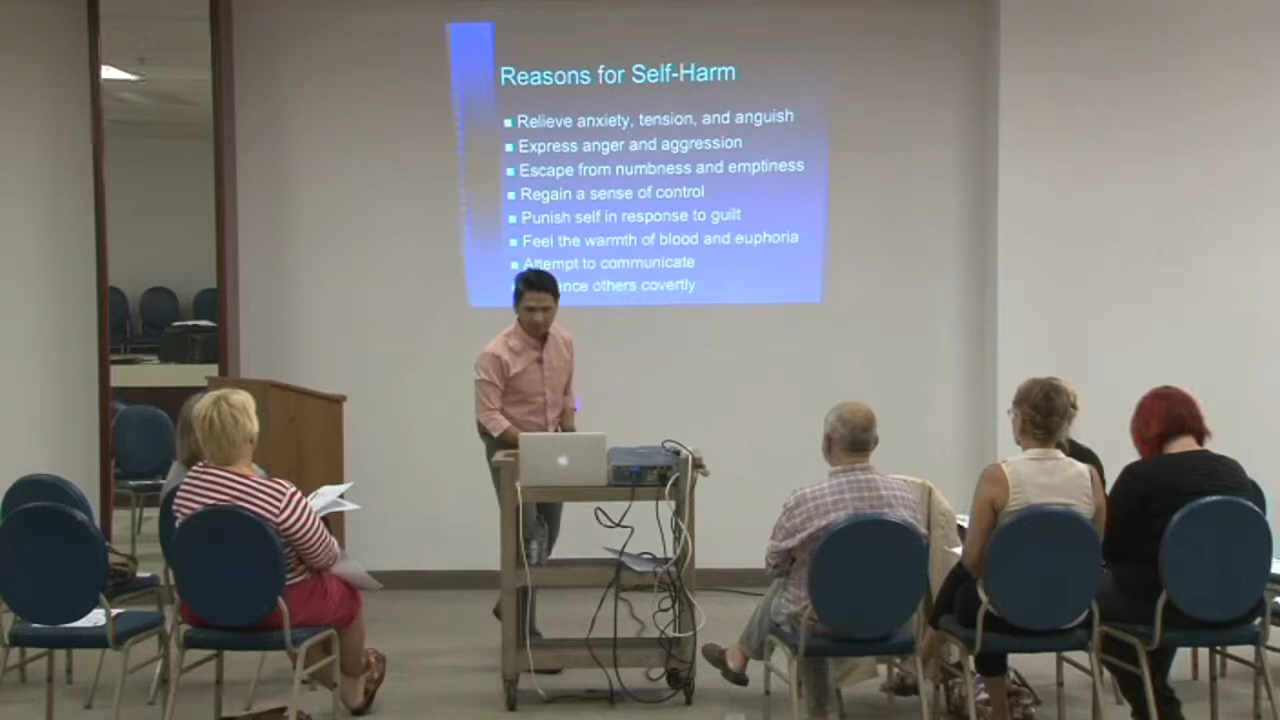 Reasons for Self-Harm
Relieve anxiety, tension, and anguish
Express anger and aggression
Escape from numbness and emptiness
Regain a sense of control
Punish self in response to guilt
Feel the warmth of blood and euphoria
Attempt to communicate
others covertly